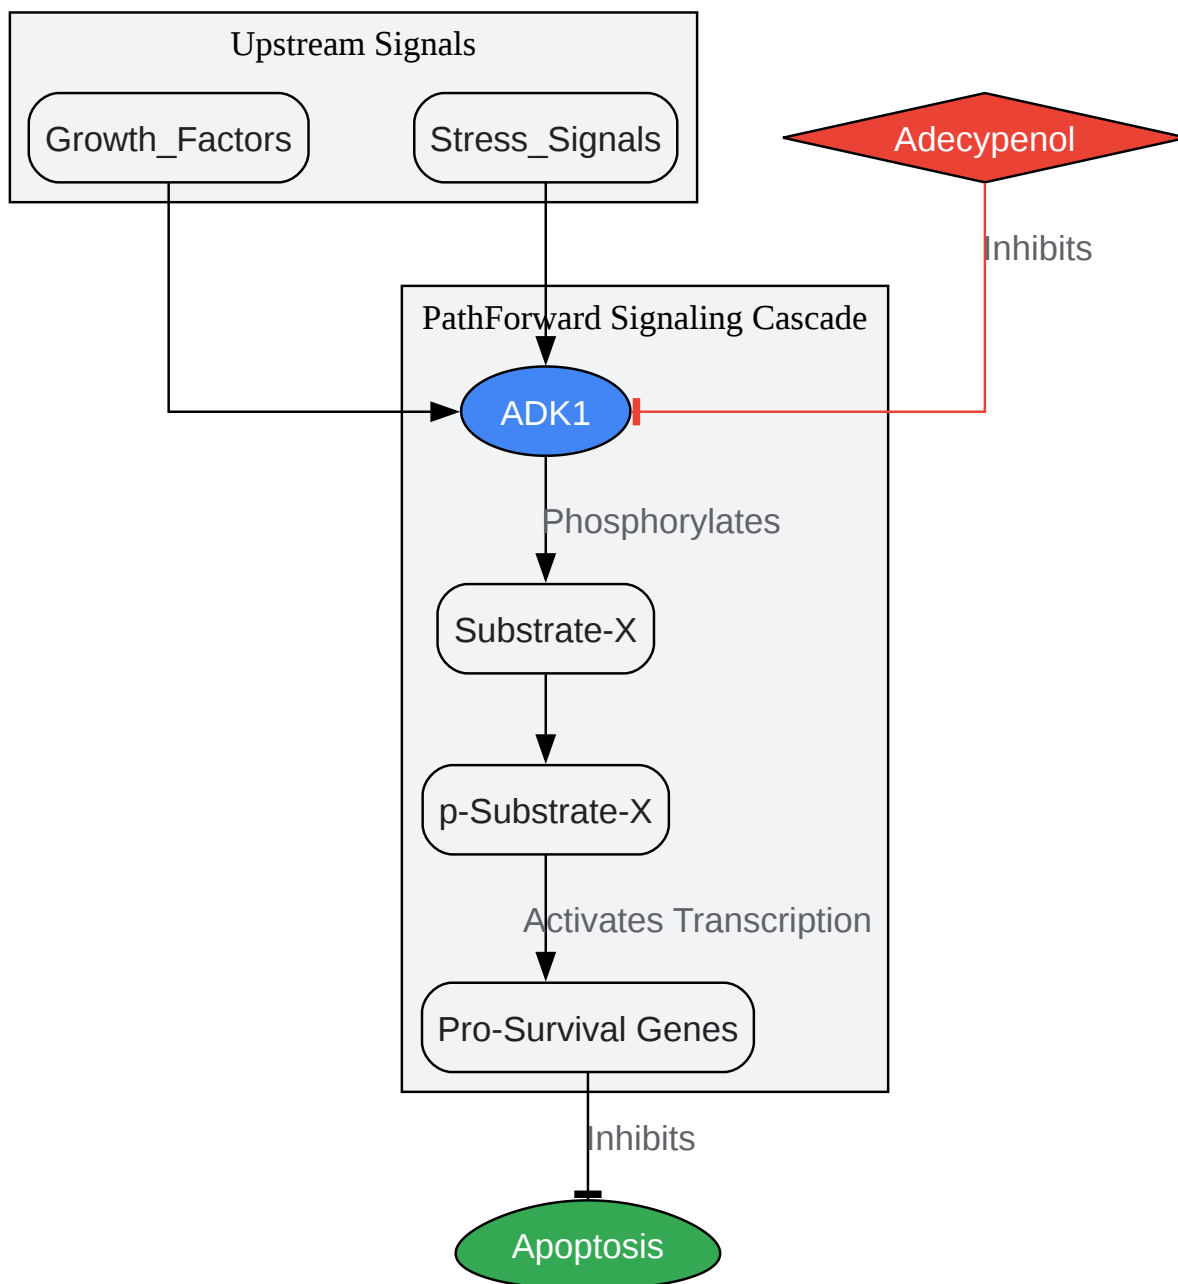 Upstream Signals
Growth_Factors
Stress_Signals
Adecypenol
Inhibits
PathForward Signaling Cascade
ADK1
Phosphorylates
Substrate-X
p-Substrate-X
Activates Transcription
Pro-Survival Genes
Inhibits
Apoptosis